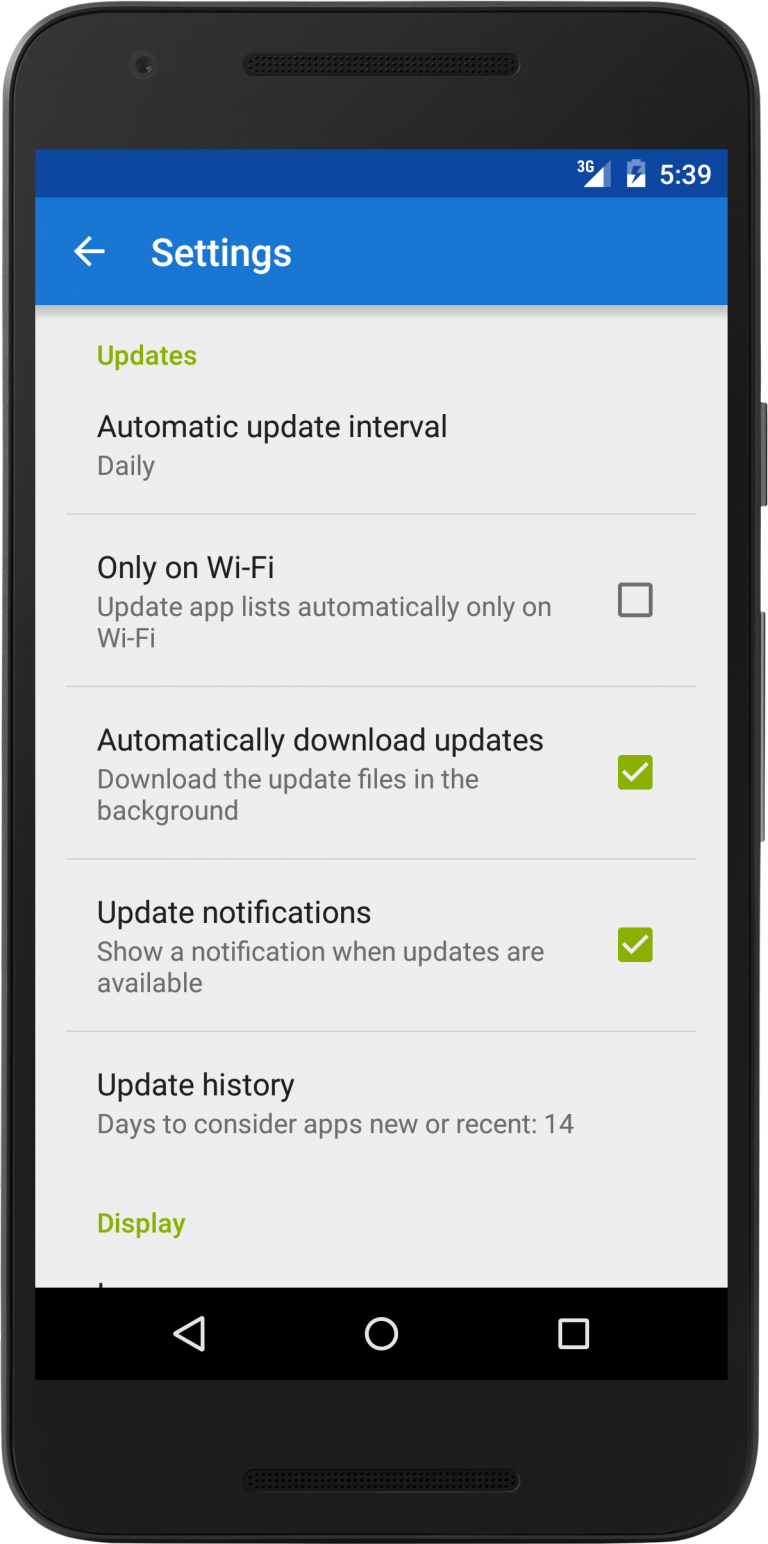 3G 5:39
Settings
Updates
Automatic update interval
Daily
Only on Wi-Fi
Update app lists automatically only on
Wi-Fi
Automatically download updates
Download the update files in the
background
Update notifications
Show a notification when updates are
available
Update history
Days to consider apps new or recent: 14
Display